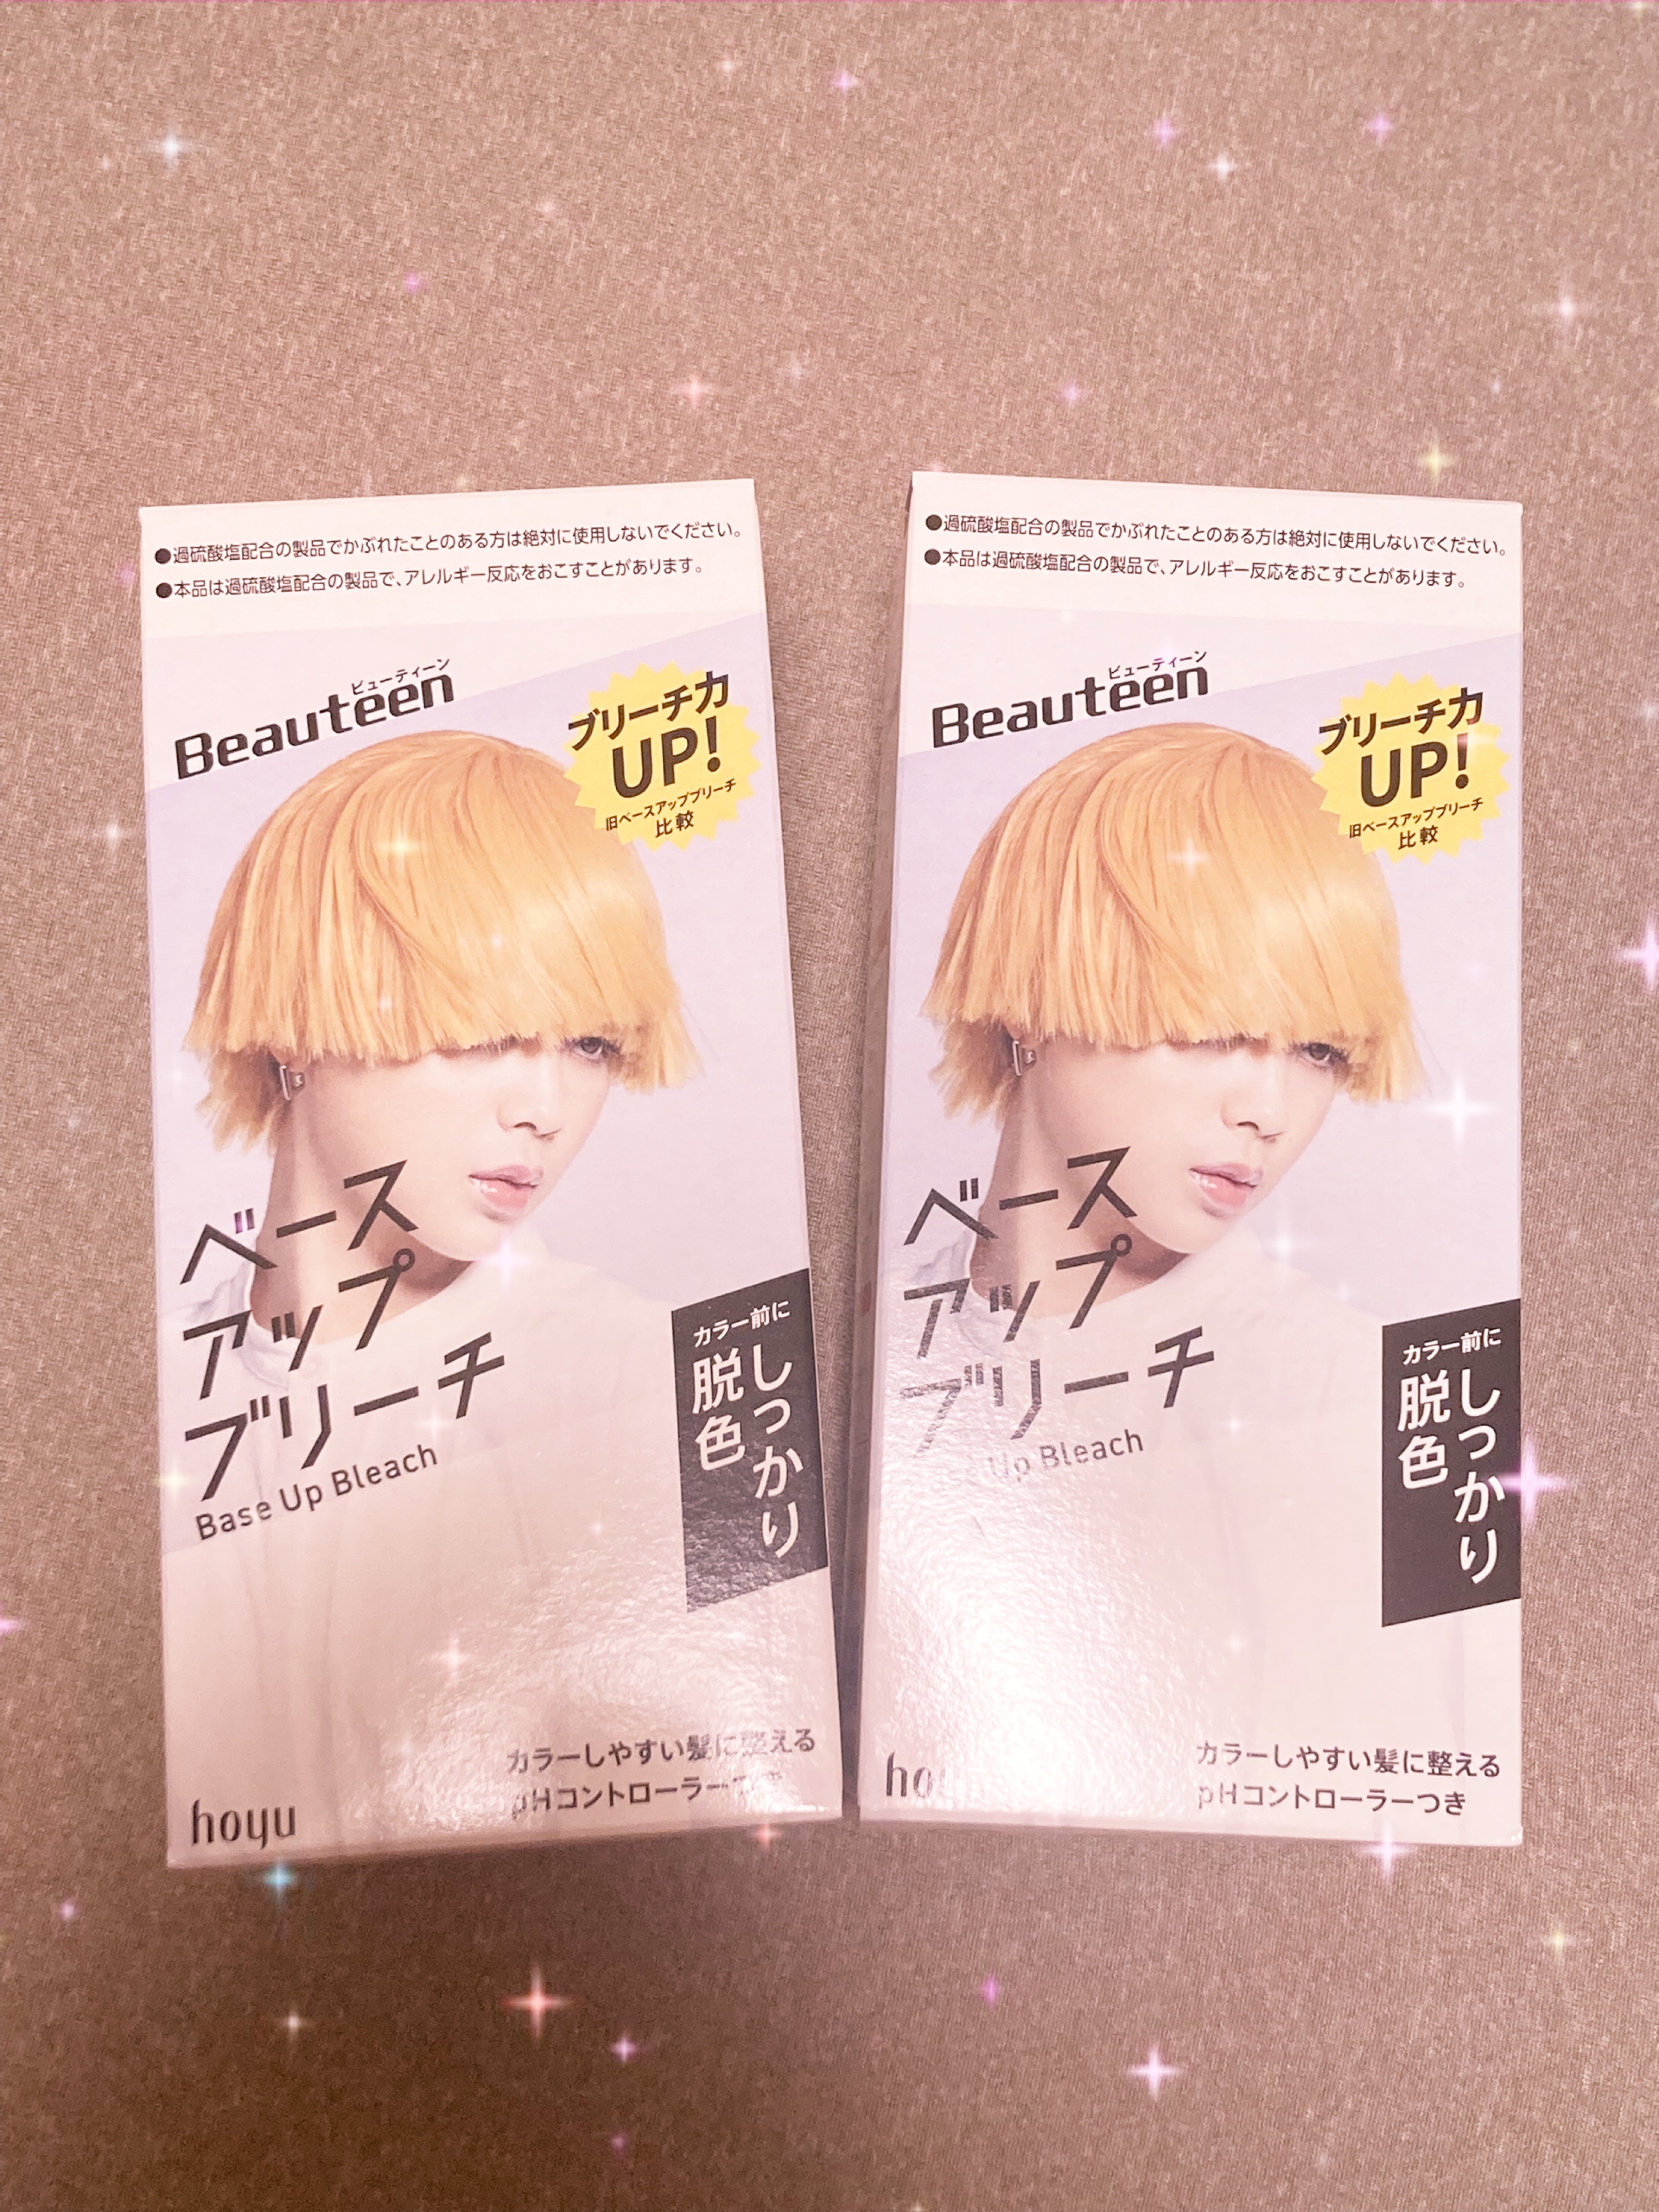 ●過硫酸塩配合の製品でかぶれたことのある方は絶対に使用しないでください。
●本品は過硫酸塩配合の製品で、アレルギー反応をおこすことがあります。
ビューティーン
Beauteen
ブリーチ力
UP!
旧ベースアップブリーチ
比較
ベース
アップ
ブリーチ
Base Up Bleach
カラー前に
しっかり
脱色
カラーしやすい髪に整える
pHコントローラーつき
hoyu
●過硫酸塩配合の製品でかぶれたことのある方は絶対に使用しないでください。
●本品は過硫酸塩配合の製品で、アレルギー反応をおこすことがあります。
ビューティーン
Beauteen
ブリーチ力
UP!
旧ベースアップブリーチ
比較
ベース
アップ
ブリーチ
Base Up Bleach
カラー前に
しっかり
脱色
カラーしやすい髪に整える
pHコントローラーつき
ho